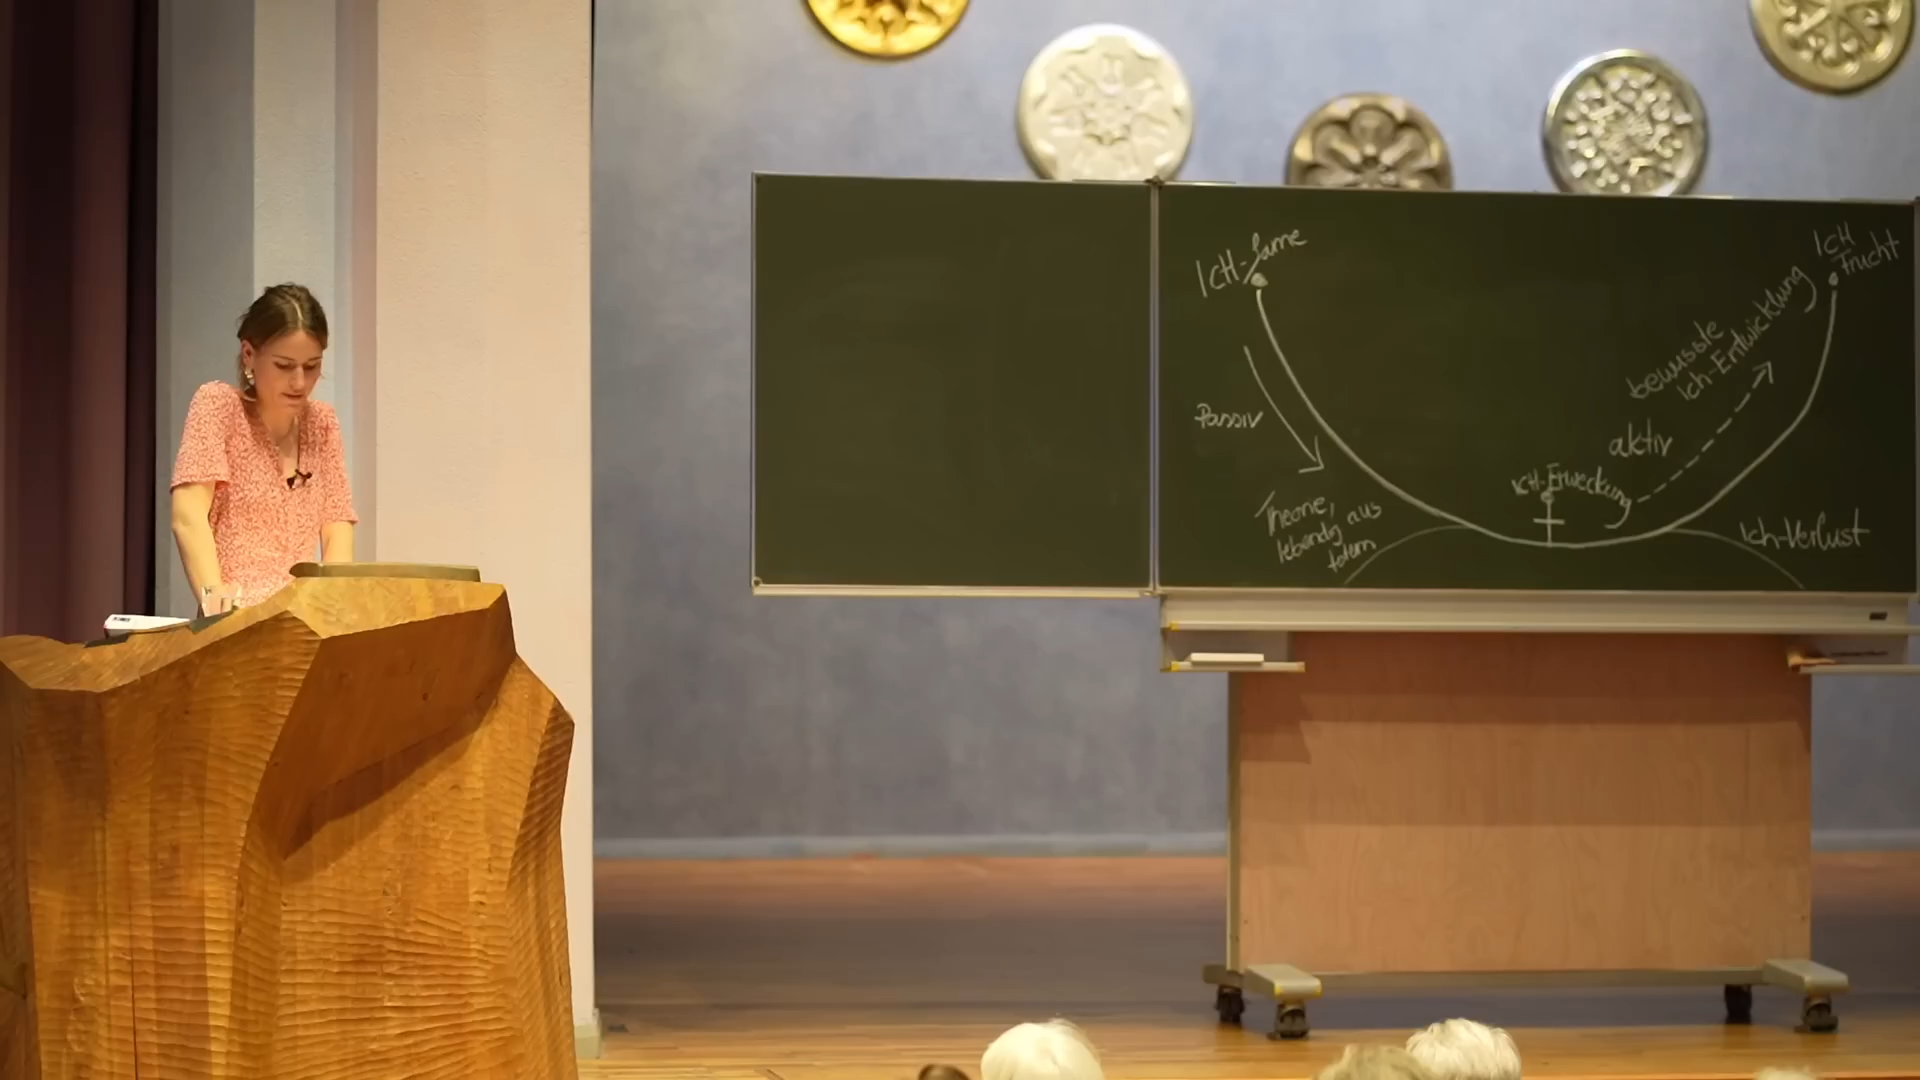 ICH-Same
ICH
Frucht
bewusste
Ich-Entwicklung
Passiv
aktiv
ICH-Erweckung
Theorie,
lebendig aus
totem
Ich-Verlust